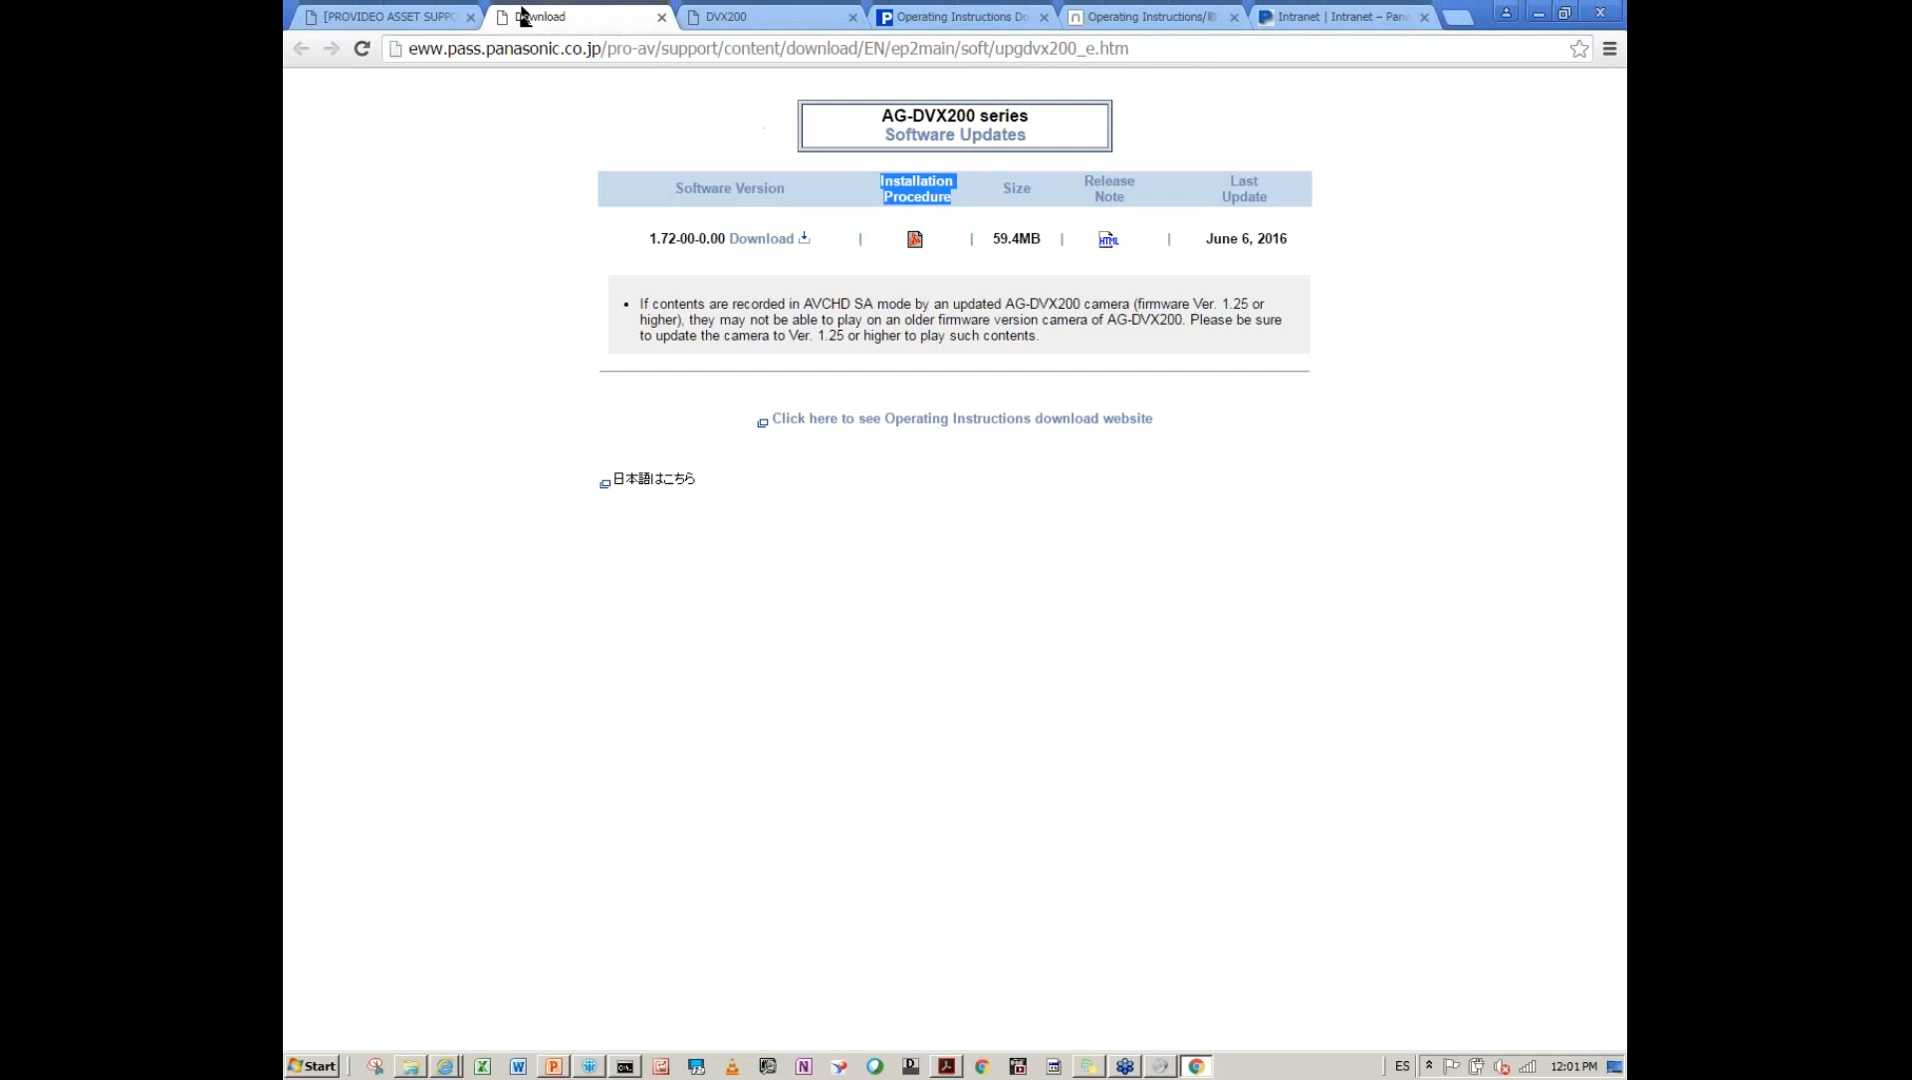 [PROVIDEO ASSET SUPPO
Download
DVX200
Operating Instructions Do
Operating Instructions/
Intranet | Intranet – Pana
eww.pass.panasonic.co.jp/pro-av/support/content/download/EN/ep2main/soft/upgdvx200_e.htm
AG-DVX200 series
Software Updates
Software Version
Installation Procedure
Size
Release Note
Last Update
1.72-00-0.00 Download | | 59.4MB | HTML | June 6, 2016
• If contents are recorded in AVCHD SA mode by an updated AG-DVX200 camera (firmware Ver. 1.25 or
higher), they may not be able to play on an older firmware version camera of AG-DVX200. Please be sure
to update the camera to Ver. 1.25 or higher to play such contents.
Click here to see Operating Instructions download website
日本語はこちら
Start
ES
12:01 PM